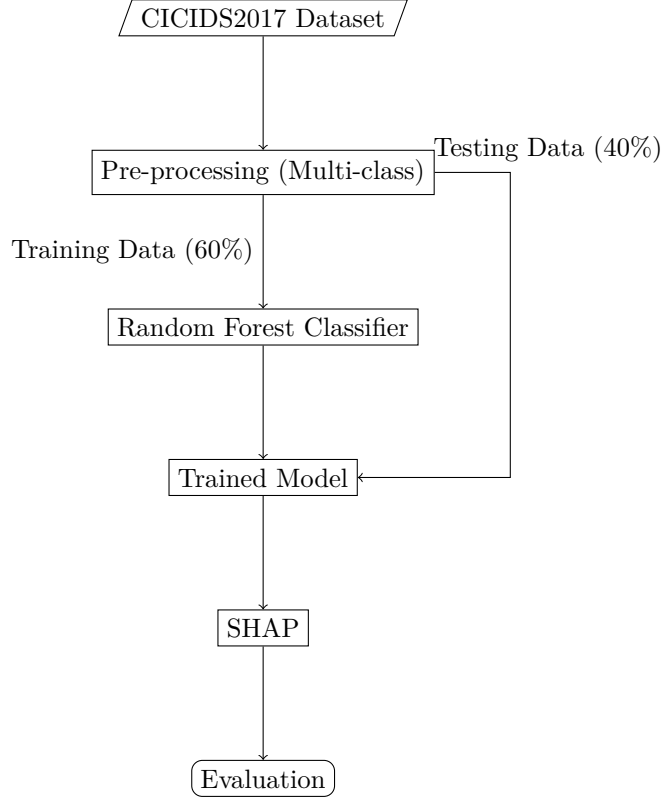 CICIDS2017 Dataset
Pre-processing (Multi-class)
Testing Data (40%)
Training Data (60%)
Random Forest Classifier
Trained Model
SHAP
Evaluation